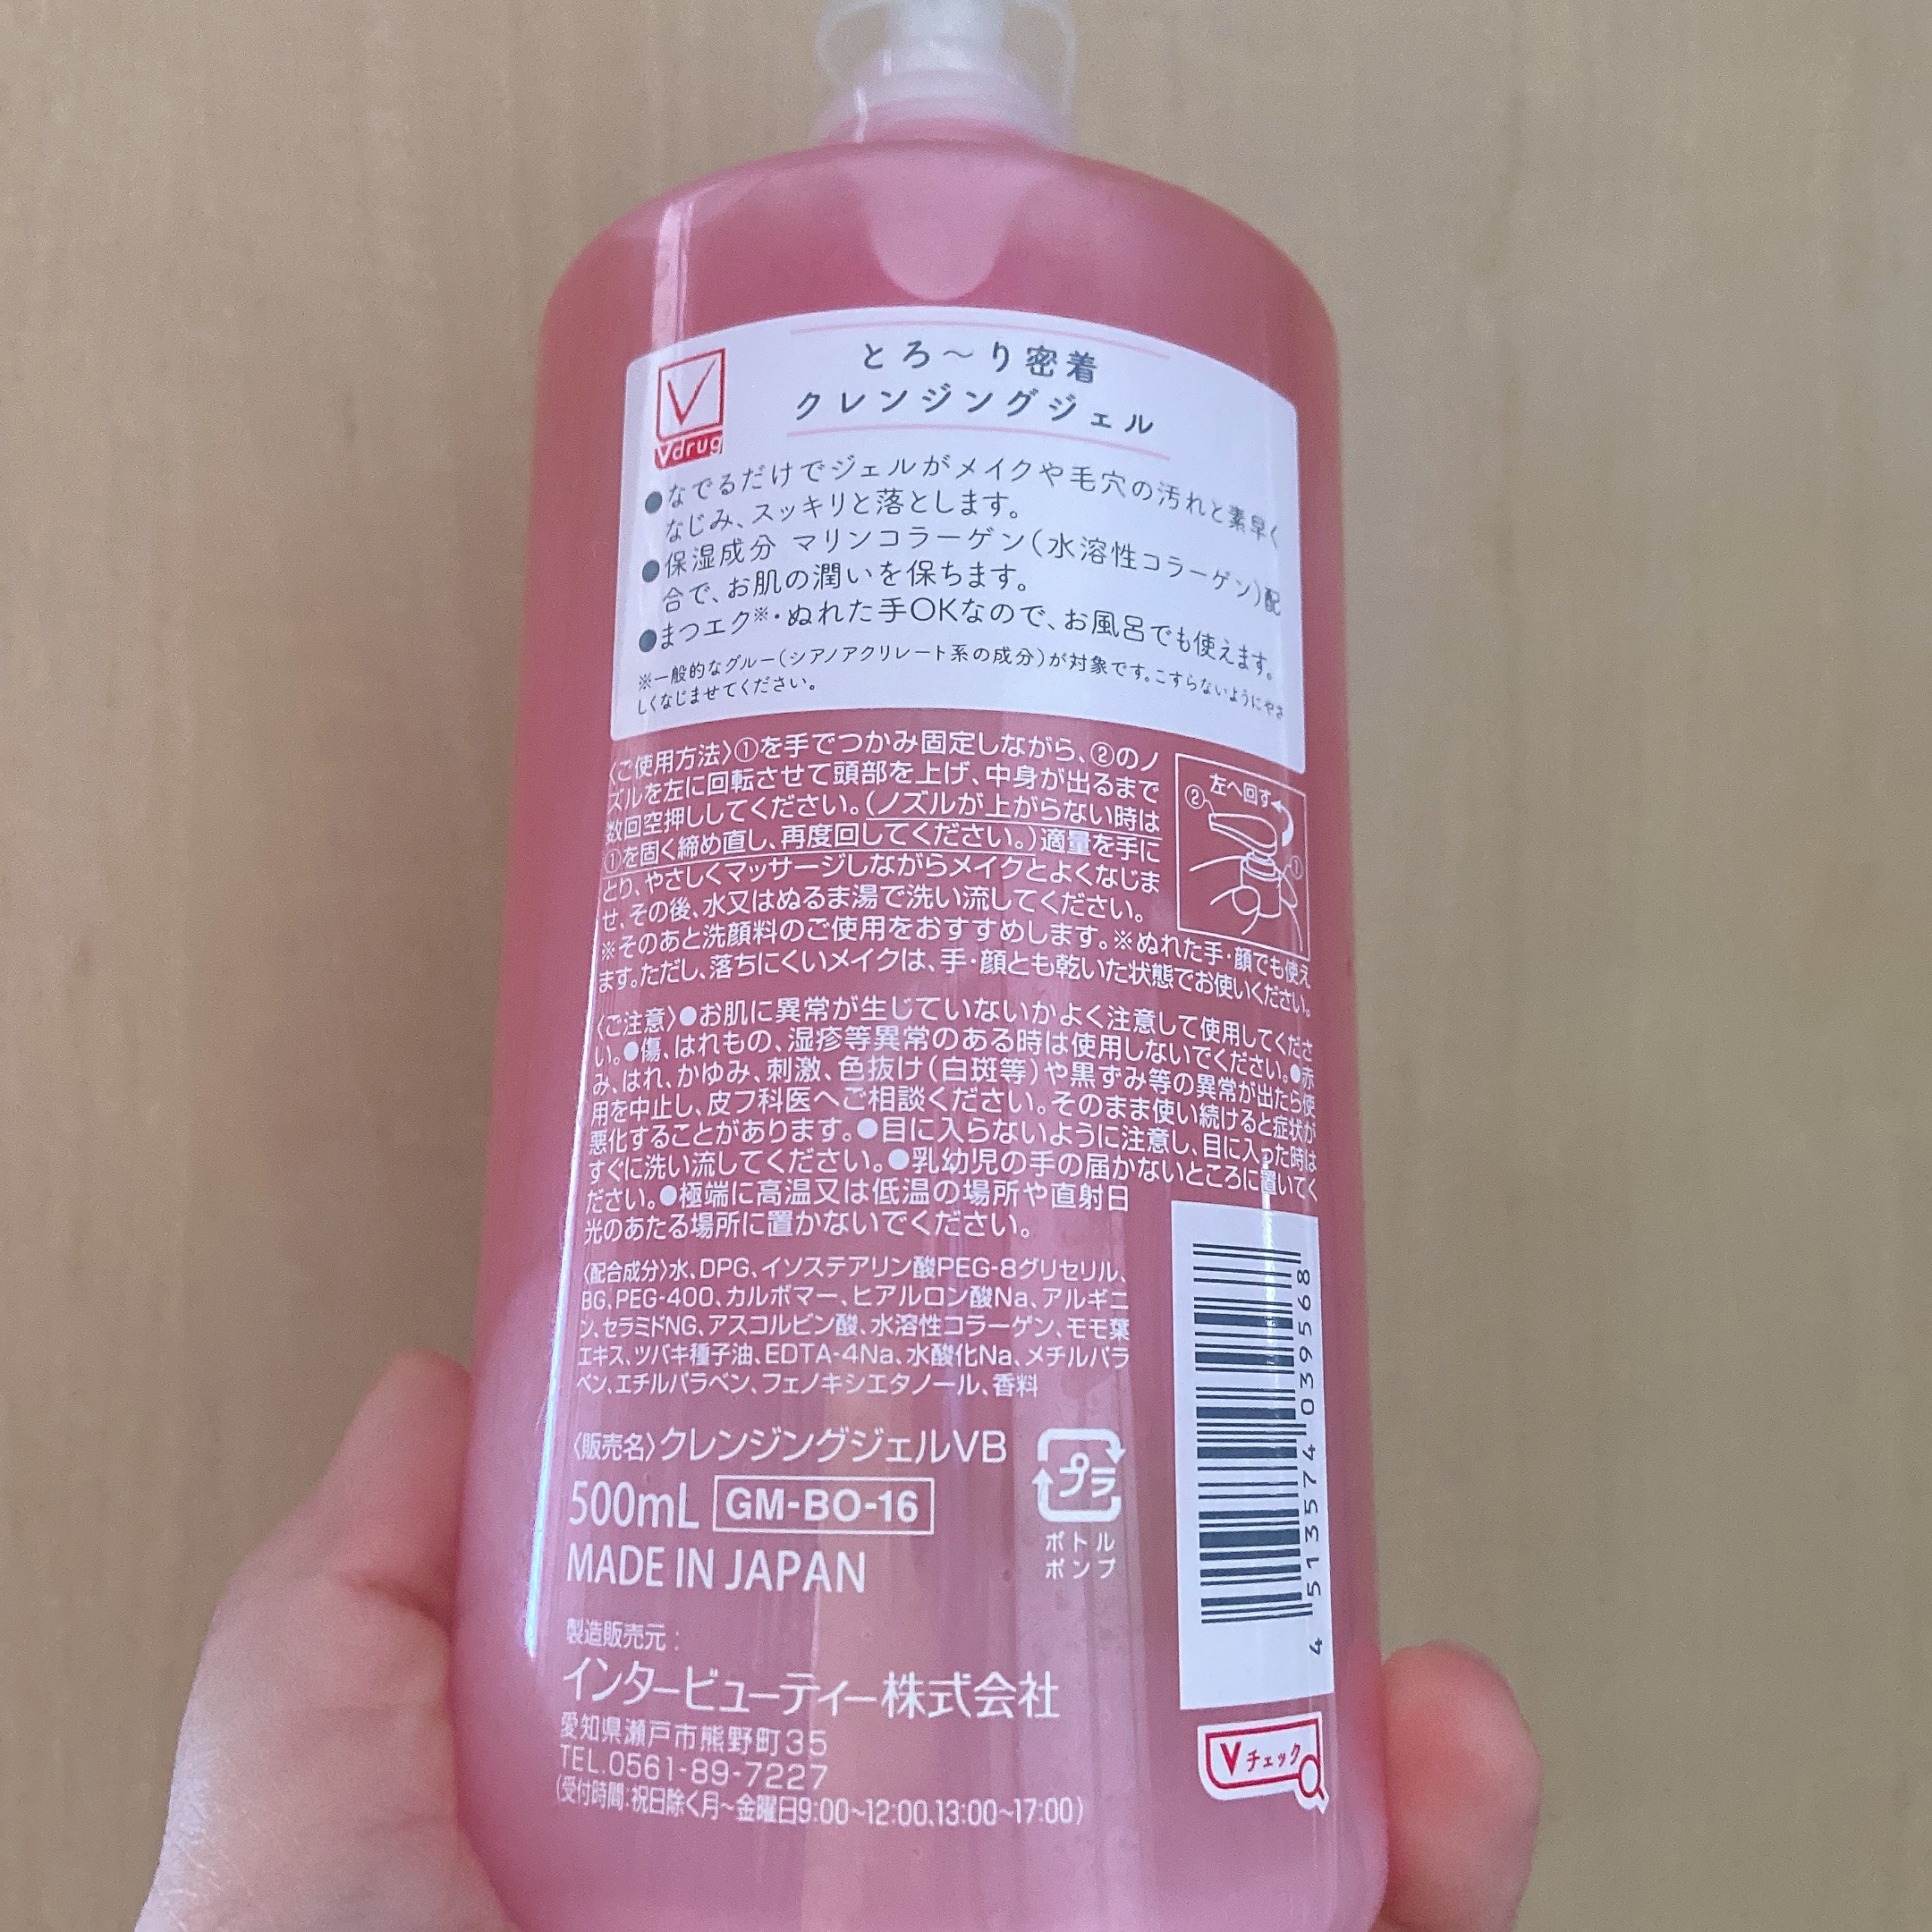 とろ〜り密着
クレンジングジェル
V
Vdrug
●なでるだけでジェルがメイクや毛穴の汚れと素早く
なじみ、スッキリと落とします。
●保湿成分 マリンコラーゲン(水溶性コラーゲン)配
合で、お肌の潤いを保ちます。
●まつエク※・ぬれた手OKなので、お風呂でも使えます。
※一般的なグルー(シアノアクリレート系の成分)が対象です。こすらないようにやさ
しくなじませてください。
〈ご使用方法〉①を手でつかみ固定しながら、②のノ
ズルを左に回転させて頭部を上げ、中身が出るまで
数回空押ししてください。(ノズルが上がらない時は
①を固く締め直し、再度回してください。)適量を手に
とり、やさしくマッサージしながらメイクとよくなじま
せ、その後、水又はぬるま湯で洗い流してください。
※そのあと洗顔料のご使用をおすすめします。※ぬれた手・顔でも使え
ます。ただし、落ちにくいメイクは、手・顔とも乾いた状態でお使いください。
左へ回す
②
①
〈ご注意〉●お肌に異常が生じていないかよく注意して使用してくださ
い。●傷、はれもの、湿疹等異常のある時は使用しないでください。●赤
み、はれ、かゆみ、刺激、色抜け(白斑等)や黒ずみ等の異常が出たら使
用を中止し、皮フ科医へご相談ください。そのまま使い続けると症状が
悪化することがあります。●目に入らないように注意し、目に入った時は
すぐに洗い流してください。●乳幼児の手の届かないところに置いてく
ださい。●極端に高温又は低温の場所や直射日
光のあたる場所に置かないでください。
〈配合成分〉水、DPG、イソステアリン酸PEG-8グリセリル、
BG、PEG-400、カルボマー、ヒアルロン酸Na、アルギニ
ン、セラミドNG、アスコルビン酸、水溶性コラーゲン、モモ葉
エキス、ツバキ種子油、EDTA-4Na、水酸化Na、メチルパラ
ベン、エチルパラベン、フェノキシエタノール、香料
〈販売名〉クレンジングジェルVB
500mL GM-BO-16
MADE IN JAPAN
プラ
ボトル
ポンプ
製造販売元:
インタービューティー株式会社
愛知県瀬戸市熊野町35
TEL.0561-89-7227
(受付時間:祝日除く月~金曜日9:00~12:00、13:00~17:00)
4 513574 039568
Vチェック